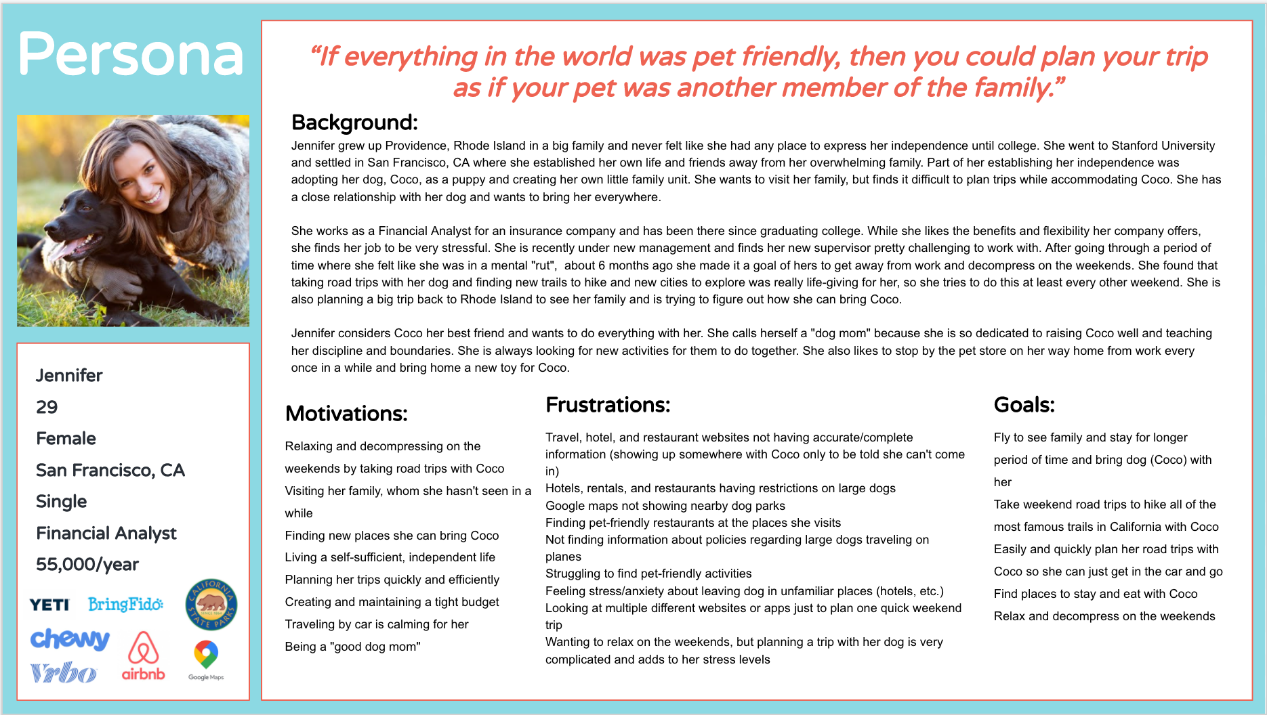 Persona
“If everything in the world was pet friendly, then you could plan your trip
as if your pet was another member of the family.”
Background:
Jennifer grew up Providence, Rhode Island in a big family and never felt like she had any place to express her independence until college. She went to Stanford University
and settled in San Francisco, CA where she established her own life and friends away from her overwhelming family. Part of her establishing her independence was
adopting her dog, Coco, as a puppy and creating her own little family unit. She wants to visit her family, but finds it difficult to plan trips while accommodating Coco. She has
a close relationship with her dog and wants to bring her everywhere.
She works as a Financial Analyst for an insurance company and has been there since graduating college. While she likes the benefits and flexibility her company offers,
she finds her job to be very stressful. She is recently under new management and finds her new supervisor pretty challenging to work with. After going through a period of
time where she felt like she was in a mental "rut",  about 6 months ago she made it a goal of hers to get away from work and decompress on the weekends. She found that
taking road trips with her dog and finding new trails to hike and new cities to explore was really life-giving for her, so she tries to do this at least every other weekend. She is
also planning a big trip back to Rhode Island to see her family and is trying to figure out how she can bring Coco.
Jennifer considers Coco her best friend and wants to do everything with her. She calls herself a "dog mom" because she is so dedicated to raising Coco well and teaching
her discipline and boundaries. She is always looking for new activities for them to do together. She also likes to stop by the pet store on her way home from work every
once in a while and bring home a new toy for Coco.
Jennifer
29
Female
San Francisco, CA
Single
Financial Analyst
55,000/year
YETI
BringFido
CALIFORNIA
STATE PARKS
chewy
Vrbo
airbnb
Google Maps
Motivations:
Relaxing and decompressing on the
weekends by taking road trips with Coco
Visiting her family, whom she hasn't seen in a
while
Finding new places she can bring Coco
Living a self-sufficient, independent life
Planning her trips quickly and efficiently
Creating and maintaining a tight budget
Traveling by car is calming for her
Being a "good dog mom"
Frustrations:
Travel, hotel, and restaurant websites not having accurate/complete
information (showing up somewhere with Coco only to be told she can't come
in)
Hotels, rentals, and restaurants having restrictions on large dogs
Google maps not showing nearby dog parks
Finding pet-friendly restaurants at the places she visits
Not finding information about policies regarding large dogs traveling on
planes
Struggling to find pet-friendly activities
Feeling stress/anxiety about leaving dog in unfamiliar places (hotels, etc.)
Looking at multiple different websites or apps just to plan one quick weekend
trip
Wanting to relax on the weekends, but planning a trip with her dog is very
complicated and adds to her stress levels
Goals:
Fly to see family and stay for longer
period of time and bring dog (Coco) with
her
Take weekend road trips to hike all of the
most famous trails in California with Coco
Easily and quickly plan her road trips with
Coco so she can just get in the car and go
Find places to stay and eat with Coco
Relax and decompress on the weekends